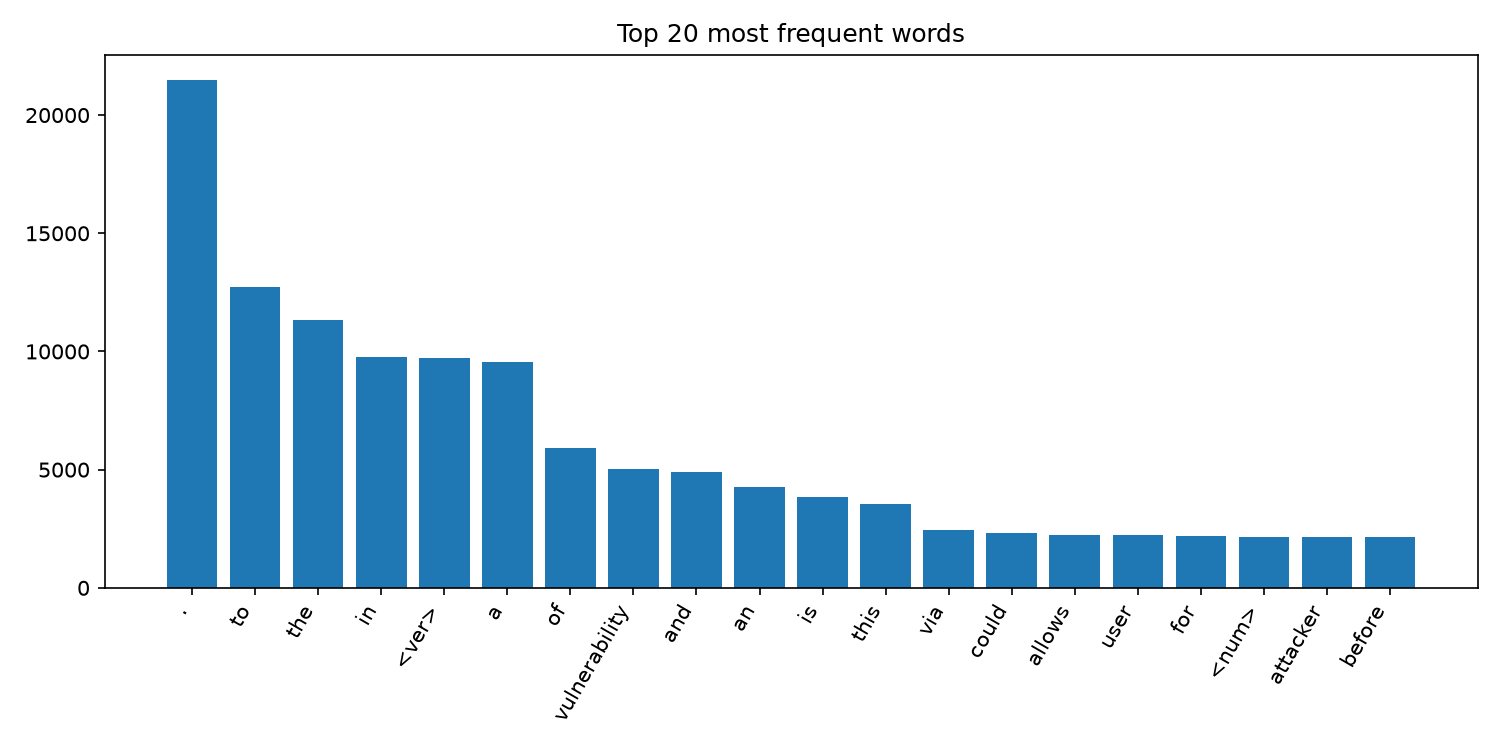 Top 20 most frequent words
20000
15000
10000
5000
0
.
to
the
in
<ver>
a
of
vulnerability
and
an
is
this
via
could
allows
user
for
<num>
attacker
before